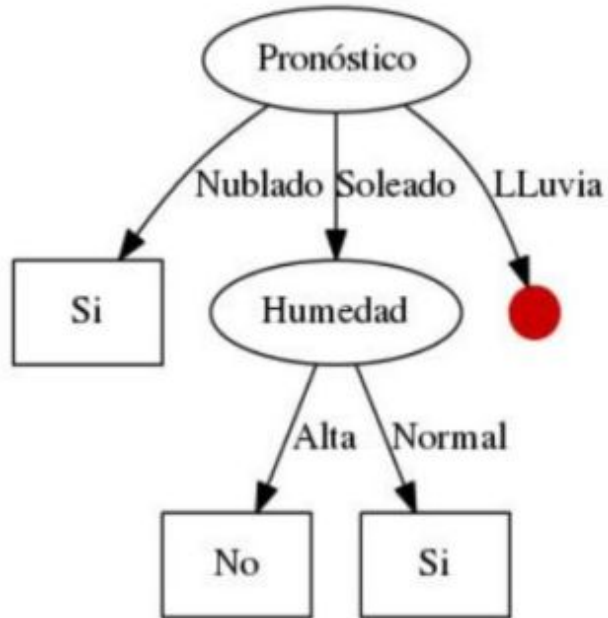 Pronóstico
Nublado Soleado LLuvia
Si Humedad
Alta Normal
No Si